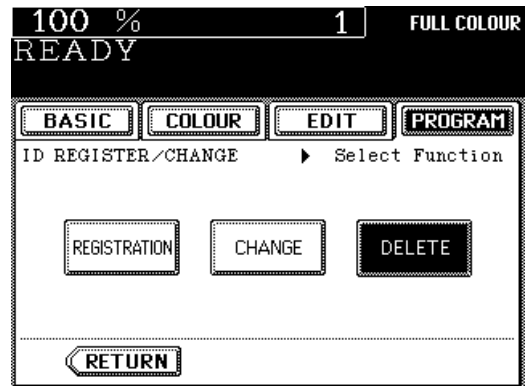 100 % 1 FULL COLOUR
READY
BASIC COLOUR EDIT PROGRAM
ID REGISTER/CHANGE ▶ Select Function
REGISTRATION CHANGE DELETE
RETURN